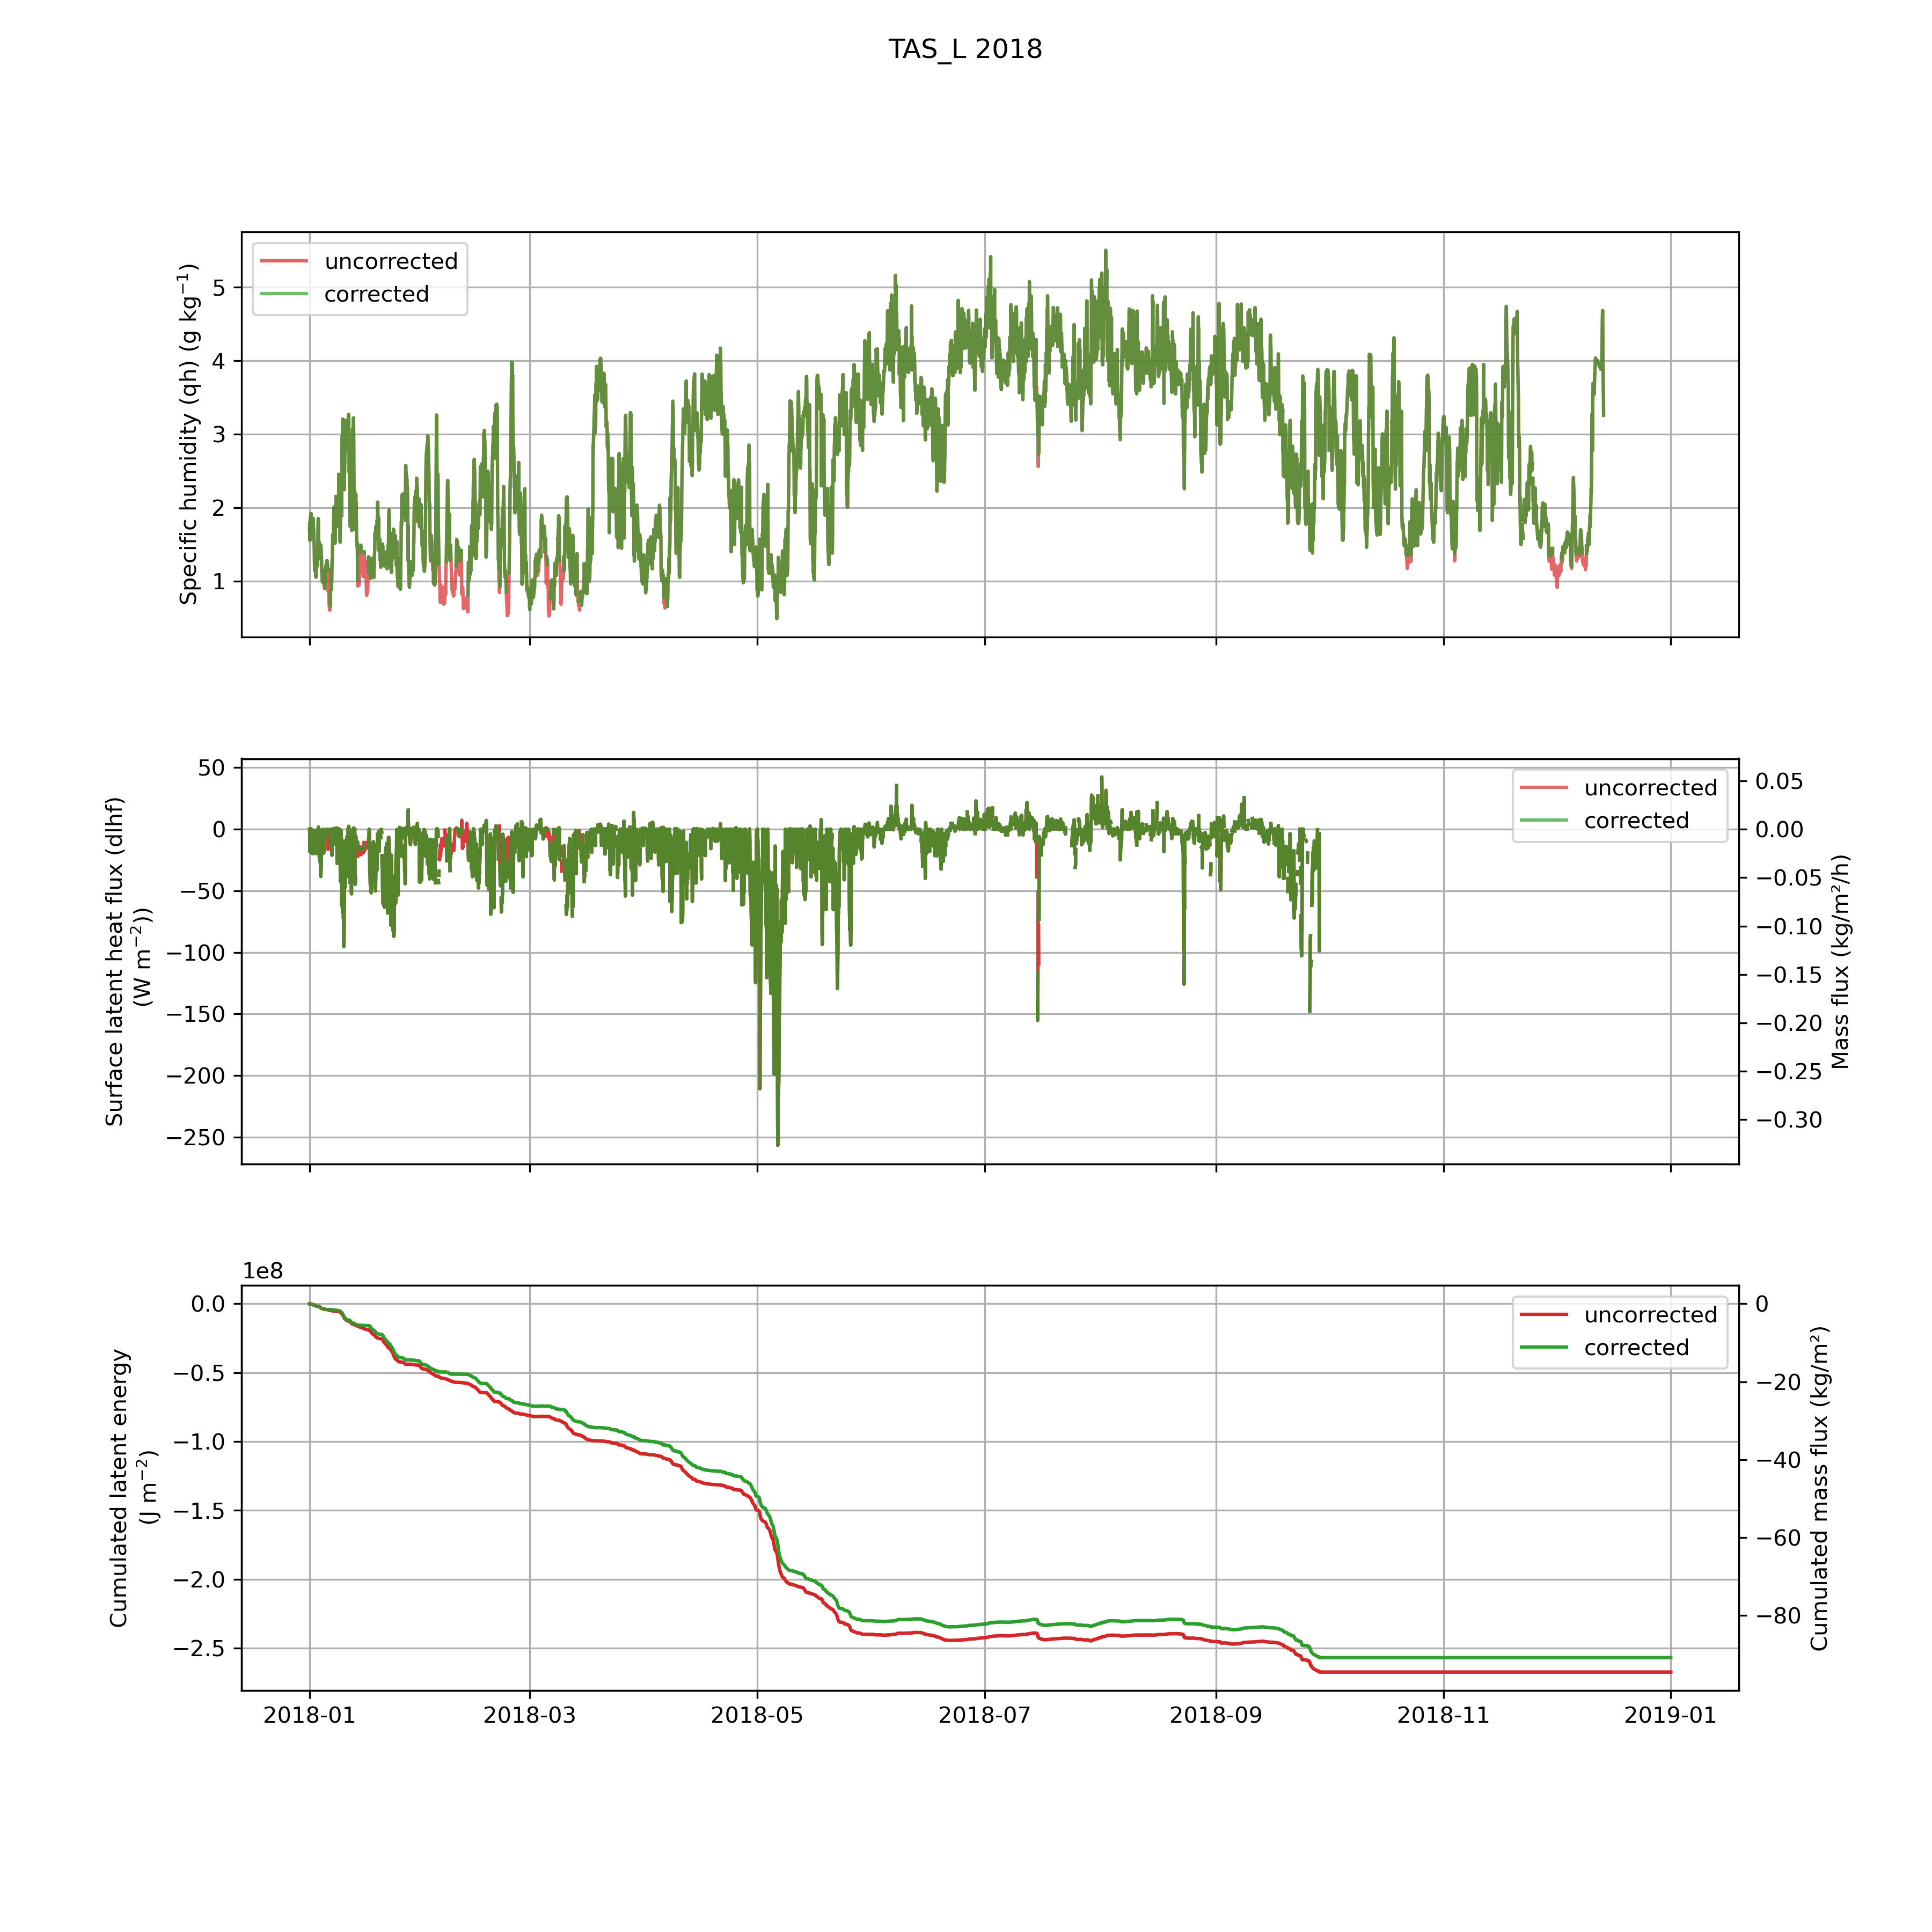 TAS_L 2018
Specific humidity (qh) (g kg⁻¹)
5
4
3
2
1
uncorrected
corrected
Surface latent heat flux (dlhf)
(W m⁻²))
50
0
−50
−100
−150
−200
−250
uncorrected
corrected
0.05
0.00
−0.05
−0.10
−0.15
−0.20
−0.25
−0.30
Mass flux (kg/m²/h)
1e8
Cumulated latent energy
(J m⁻²)
0.0
−0.5
−1.0
−1.5
−2.0
−2.5
uncorrected
corrected
0
−20
−40
−60
−80
Cumulated mass flux (kg/m²)
2018-01 2018-03 2018-05 2018-07 2018-09 2018-11 2019-01